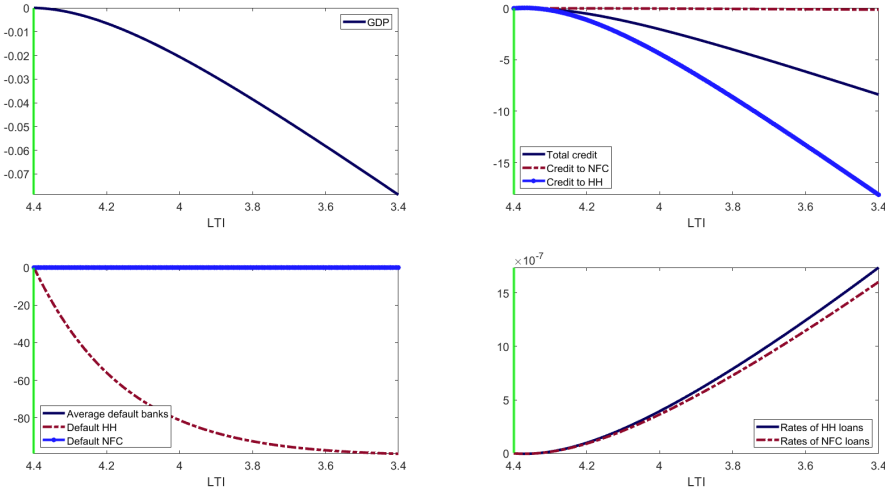 0
-0.01
-0.02
-0.03
-0.04
-0.05
-0.06
-0.07
4.4 4.2 4 3.8 3.6 3.4
LTI
GDP
0
-5
-10
-15
4.4 4.2 4 3.8 3.6 3.4
LTI
Total credit
Credit to NFC
Credit to HH
0
-20
-40
-60
-80
4.4 4.2 4 3.8 3.6 3.4
LTI
Average default banks
Default HH
Default NFC
×10-7
15
10
5
0
4.4 4.2 4 3.8 3.6 3.4
LTI
Rates of HH loans
Rates of NFC loans